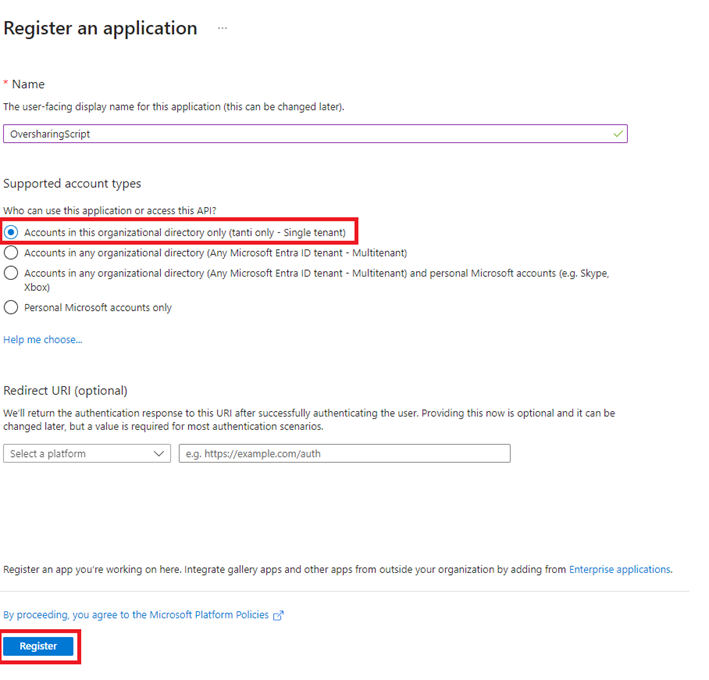 Register an application ...
* Name
The user-facing display name for this application (this can be changed later).
OversharingScript
Supported account types
Who can use this application or access this API?
Accounts in this organizational directory only (tanti only - Single tenant)
Accounts in any organizational directory (Any Microsoft Entra ID tenant - Multitenant)
Accounts in any organizational directory (Any Microsoft Entra ID tenant - Multitenant) and personal Microsoft accounts (e.g. Skype,
Xbox)
Personal Microsoft accounts only
Help me choose...
Redirect URI (optional)
We'll return the authentication response to this URI after successfully authenticating the user. Providing this now is optional and it can be
changed later, but a value is required for most authentication scenarios.
Select a platform e.g. https://example.com/auth
Register an app you're working on here. Integrate gallery apps and other apps from outside your organization by adding from Enterprise applications.
By proceeding, you agree to the Microsoft Platform Policies
Register